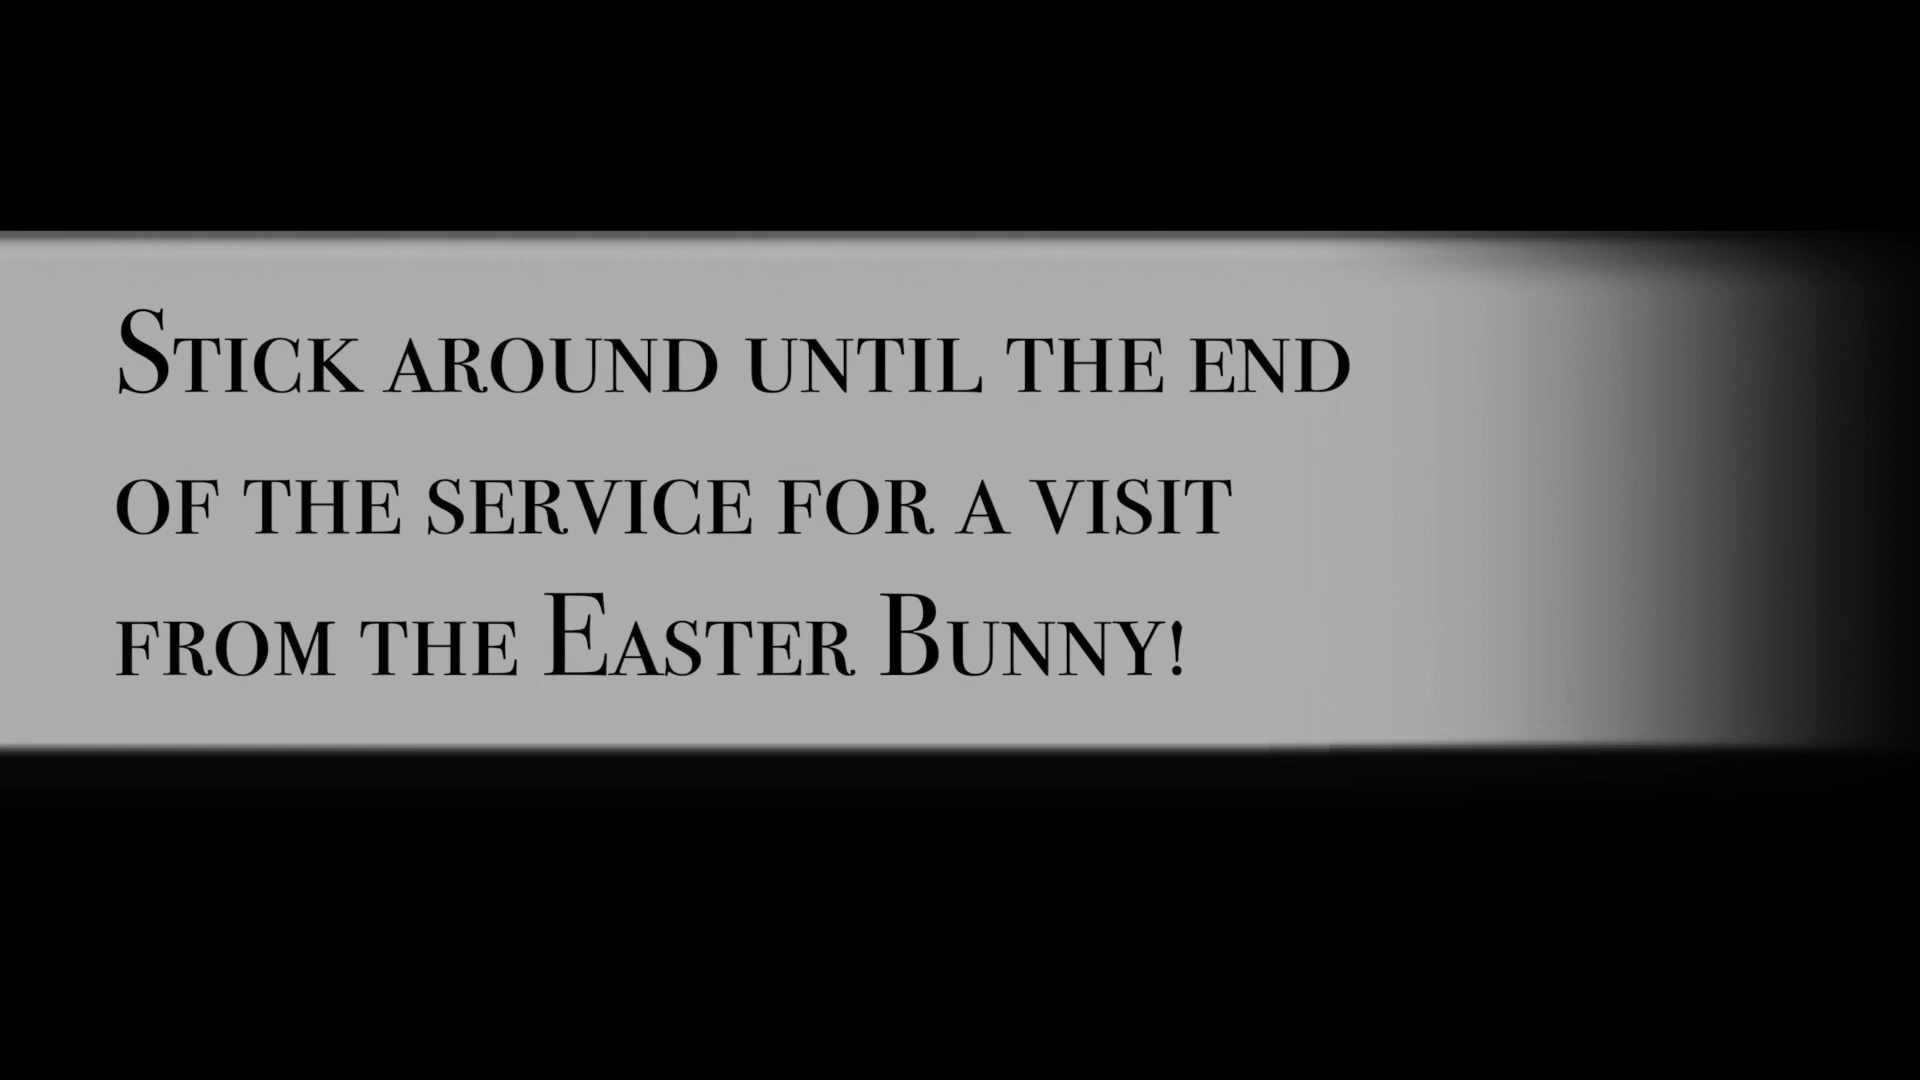 Stick around until the end
of the service for a visit
from the Easter Bunny!